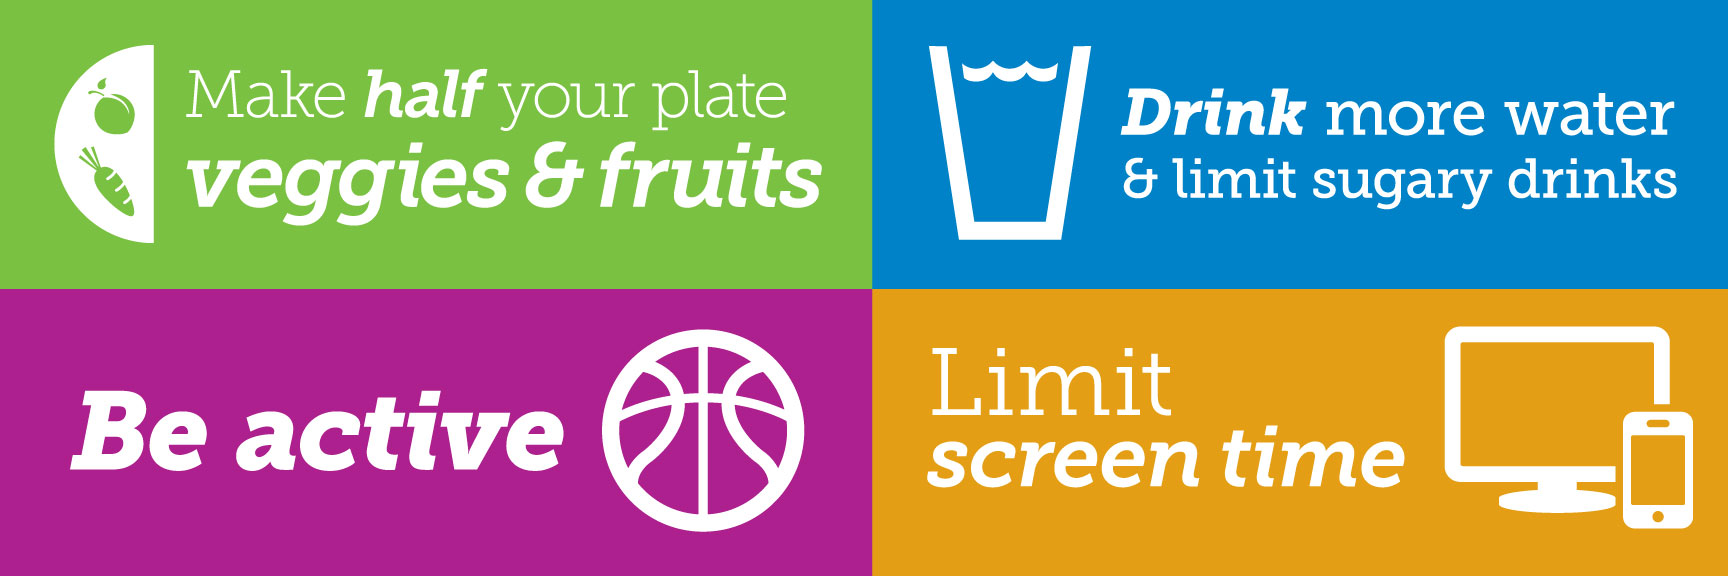 Make half your plate
veggies & fruits
Drink more water
& limit sugary drinks
Be active
Limit
screen time